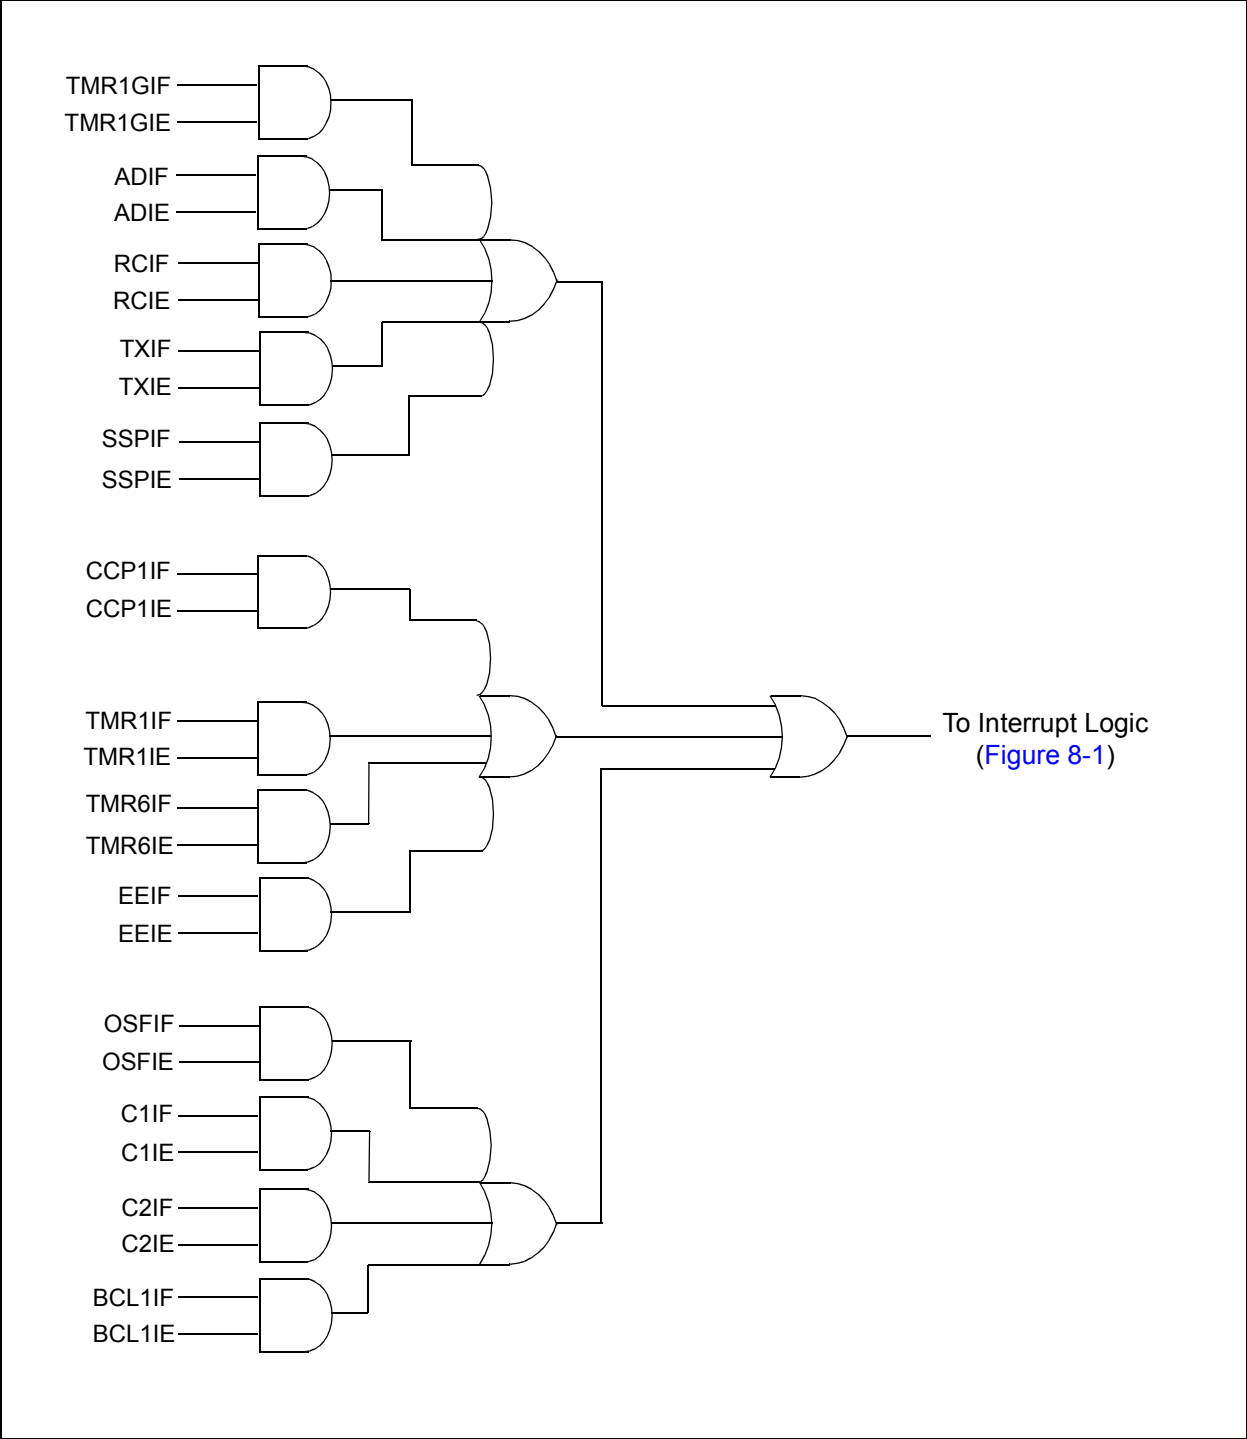 TMR1GIF
TMR1GIE
ADIF
ADIE
RCIF
RCIE
TXIF
TXIE
SSPIF
SSPIE
CCP1IF
CCP1IE
TMR1IF
TMR1IE
TMR6IF
TMR6IE
EEIF
EEIE
OSFIF
OSFIE
C1IF
C1IE
C2IF
C2IE
BCL1IF
BCL1IE
To Interrupt Logic
(Figure 8-1)